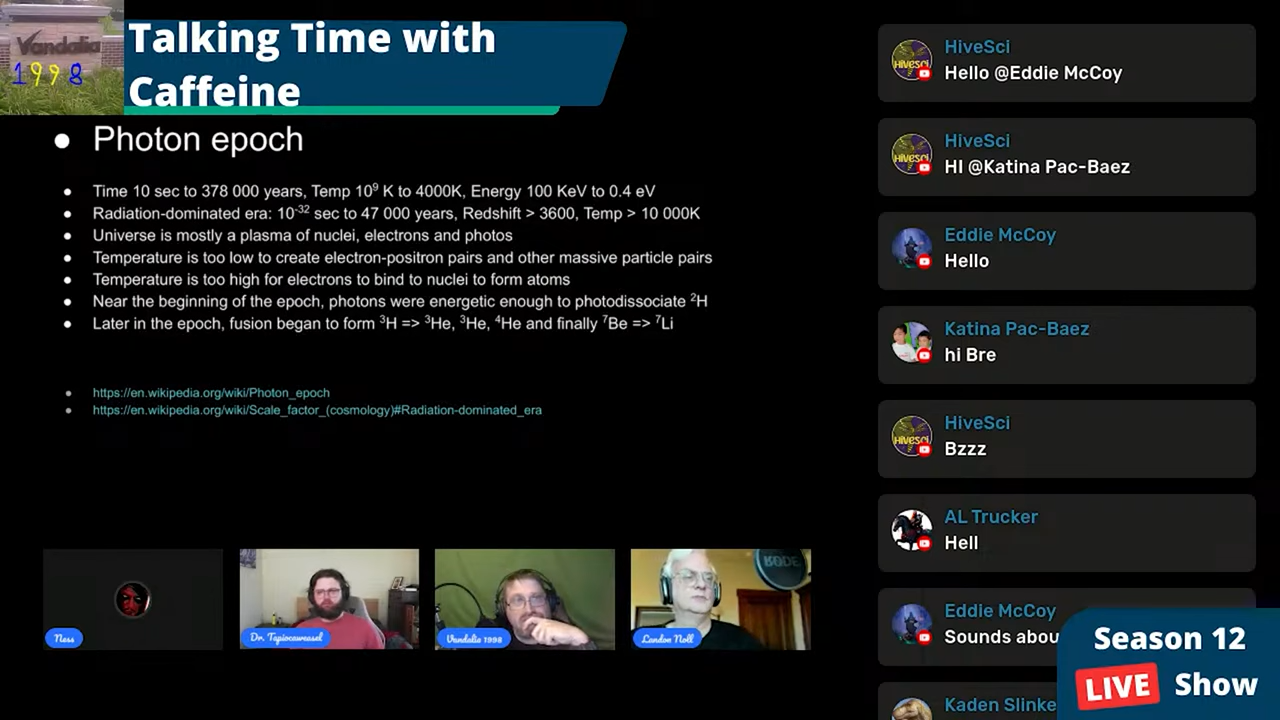 Vandalia
1998
Talking Time with
Caffeine
● Photon epoch
● Time 10 sec to 378 000 years, Temp 10⁹ K to 4000K, Energy 100 KeV to 0.4 eV
● Radiation-dominated era: 10⁻³² sec to 47 000 years, Redshift > 3600, Temp > 10 000K
● Universe is mostly a plasma of nuclei, electrons and photos
● Temperature is too low to create electron-positron pairs and other massive particle pairs
● Temperature is too high for electrons to bind to nuclei to form atoms
● Near the beginning of the epoch, photons were energetic enough to photodissociate ²H
● Later in the epoch, fusion began to form ³H => ³He, ³He, ⁴He and finally ⁷Be => ⁷Li
● https://en.wikipedia.org/wiki/Photon_epoch
● https://en.wikipedia.org/wiki/Scale_factor_(cosmology)#Radiation-dominated_era
Ness
Dr. Tapiocaweasel
Vandalia 1998
RODE
Landon Noll
HiveSci
Hello @Eddie McCoy
HiveSci
HI @Katina Pac-Baez
Eddie McCoy
Hello
Katina Pac-Baez
hi Bre
HiveSci
Bzzz
AL Trucker
Hell
Eddie McCoy
Sounds abou
Kaden Slinke
Season 12
LIVE Show